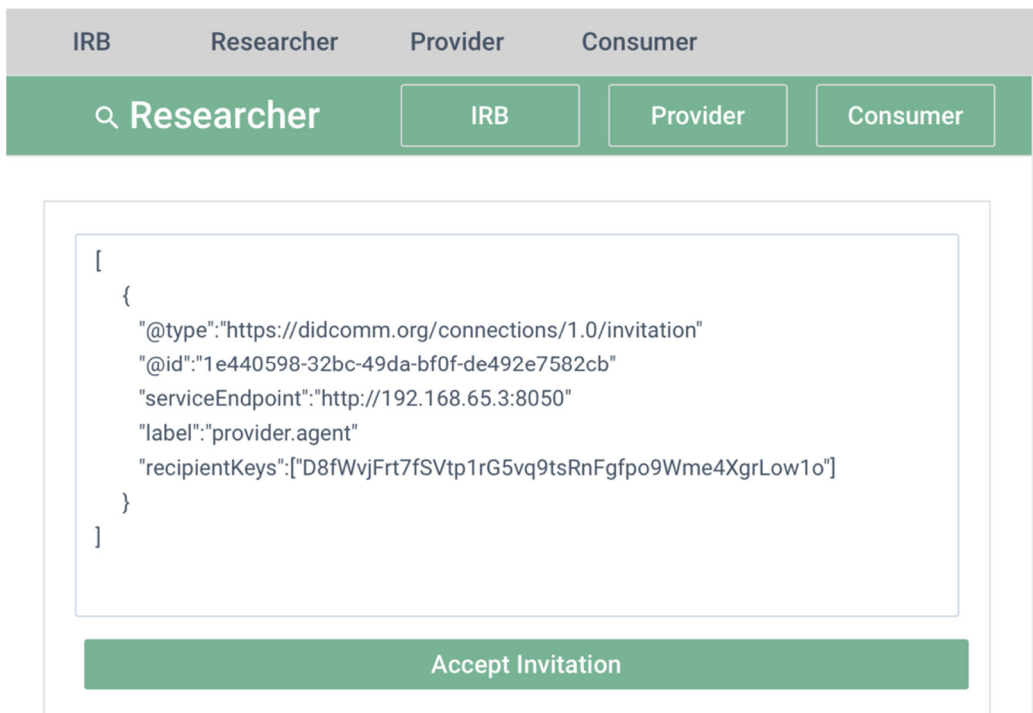 IRB Researcher Provider Consumer
Researcher IRB Provider Consumer
[
{
"@type":"https://didcomm.org/connections/1.0/invitation"
"@id":"1e440598-32bc-49da-bf0f-de492e7582cb"
"serviceEndpoint":"http://192.168.65.3:8050"
"label":"provider.agent"
"recipientKeys":["D8fWvjFrt7fSVtp1rG5vq9tsRnFgfpo9Wme4XgrLow1o"]
}
]
Accept Invitation